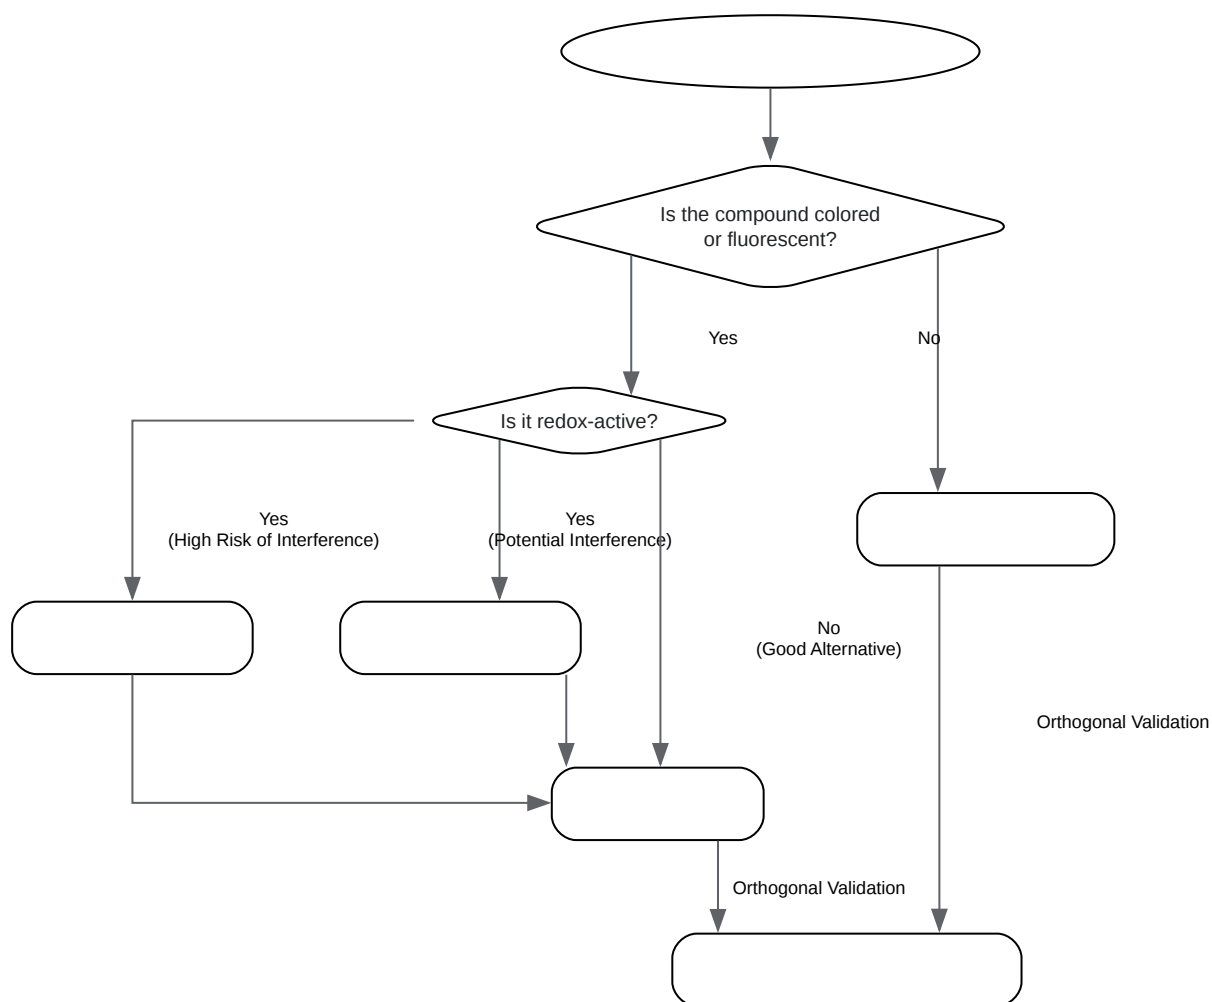 Is the compound colored
or fluorescent?
Yes
No
Is it redox-active?
Yes
(High Risk of Interference)
Yes
(Potential Interference)
No
(Good Alternative)
Orthogonal Validation
Orthogonal Validation